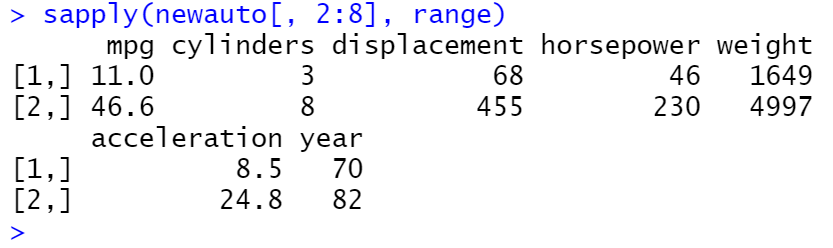 > sapply(newauto[, 2:8], range)
      mpg cylinders displacement horsepower weight
[1,] 11.0         3           68         46   1649
[2,] 46.6         8          455        230   4997
     acceleration year
[1,]          8.5   70
[2,]         24.8   82
>